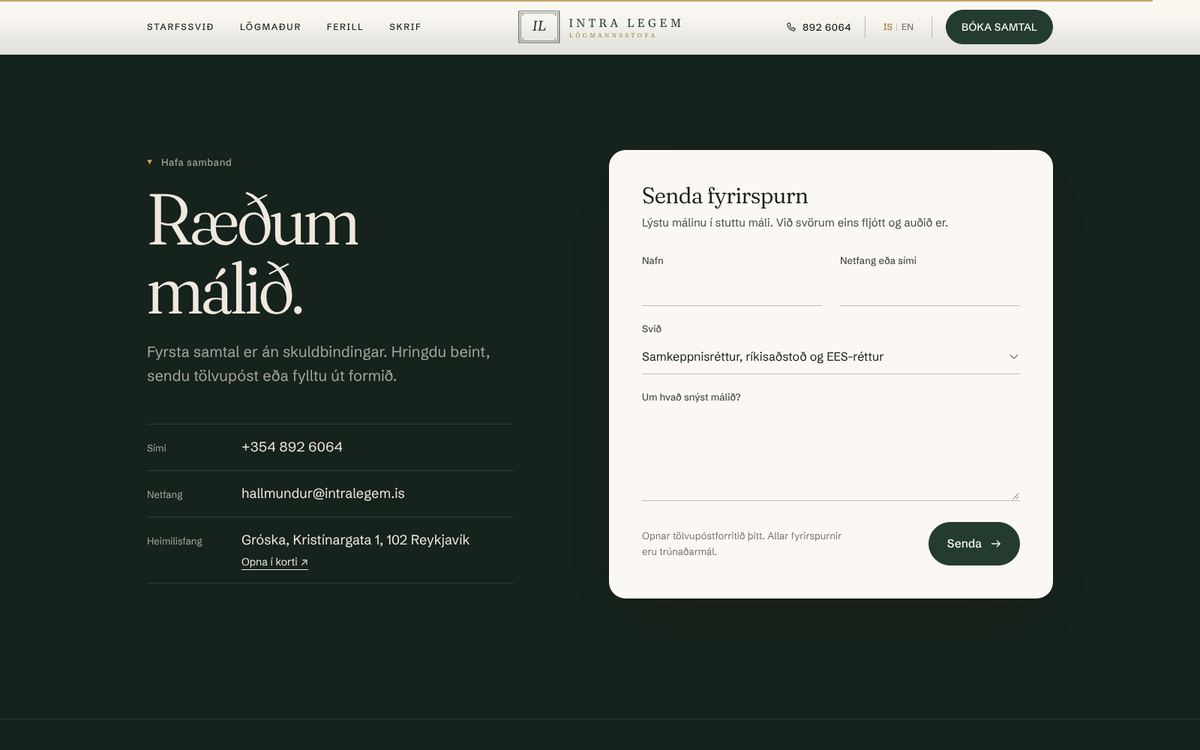 STARFSSVIÐ LÖGMAÐUR FERILL SKRIF
IL
INTRA LEGEM
LÖGMANNSSTOFA
892 6064
IS | EN
BÓKA SAMTAL
Hafa samband
Ræðum
málið.
Fyrsta samtal er án skuldbindingar. Hringdu beint,
sendu tölvupóst eða fylltu út formið.
Sími +354 892 6064
Netfang hallmundur@intralegem.is
Heimilisfang Gróska, Kristínargata 1, 102 Reykjavík
Opna í korti ↗
Senda fyrirspurn
Lýstu málinu í stuttu máli. Við svörum eins fljótt og auðið er.
Nafn Netfang eða sími
Svið
Samkeppnisréttur, ríkisaðstoð og EES-réttur
Um hvað snýst málið?
Opnar tölvupóstforritið þitt. Allar fyrirspurnir
eru trúnaðarmál.
Senda →